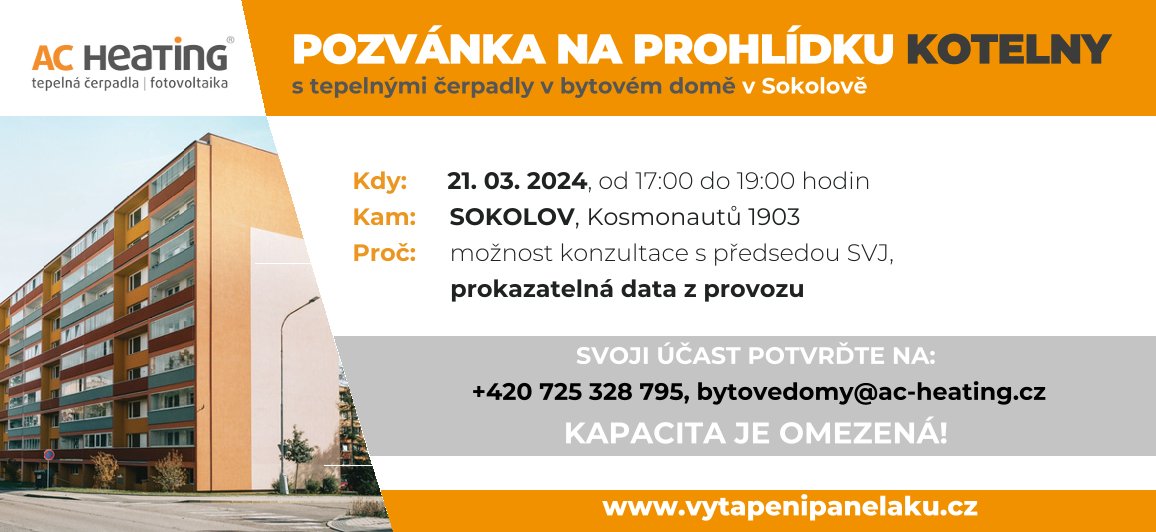 AC HEATING®
tepelná čerpadla | fotovoltaika
POZVÁNKA NA PROHLÍDKU KOTELNY
s tepelnými čerpadly v bytovém domě v Sokolově
Kdy: 21. 03. 2024, od 17:00 do 19:00 hodin
Kam: SOKOLOV, Kosmonautů 1903
Proč: možnost konzultace s předsedou SVJ,
prokazatelná data z provozu
SVOJI ÚČAST POTVRĎTE NA:
+420 725 328 795, bytovedomy@ac-heating.cz
KAPACITA JE OMEZENÁ!
www.vytapenipanelaku.cz